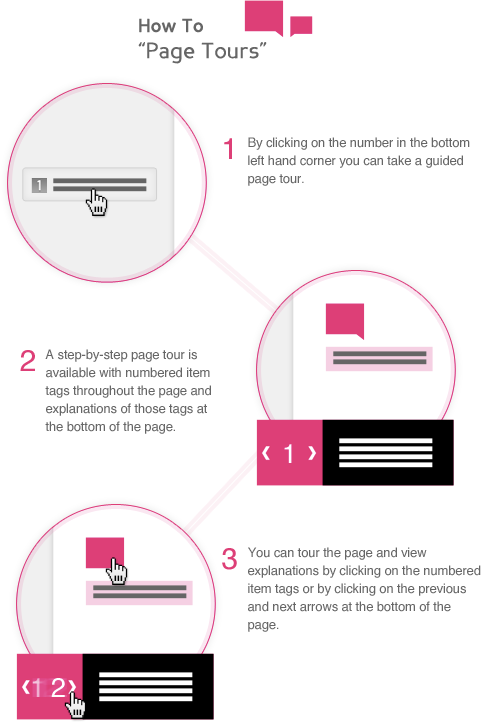 How To
“Page Tours”
1
1
By clicking on the number in the bottom
left hand corner you can take a guided
page tour.
2
A step-by-step page tour is
available with numbered item
tags throughout the page and
explanations of those tags at
the bottom of the page.
❮ 1 ❯
3
You can tour the page and view
explanations by clicking on the numbered
item tags or by clicking on the previous
and next arrows at the bottom of the
page.
❮1 2❯